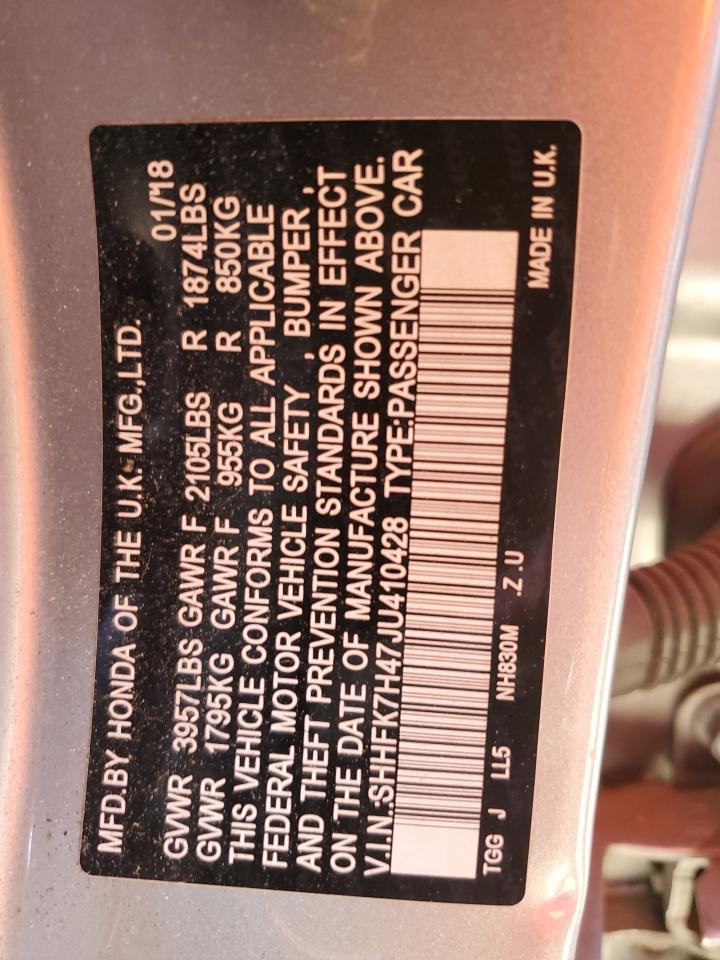 MFD.BY HONDA OF THE U.K. MFG.,LTD. 01/18
GVWR 3957LBS GAWR F 2105LBS R 1874LBS
GVWR 1795KG GAWR F 955KG R 850KG
THIS VEHICLE CONFORMS TO ALL APPLICABLE
FEDERAL MOTOR VEHICLE SAFETY , BUMPER ,
AND THEFT PREVENTION STANDARDS IN EFFECT
ON THE DATE OF MANUFACTURE SHOWN ABOVE.
V.I.N.:SHHFK7H47JU410428 TYPE:PASSENGER CAR
TGG J LL5 NH830M .Z .U MADE IN U.K.